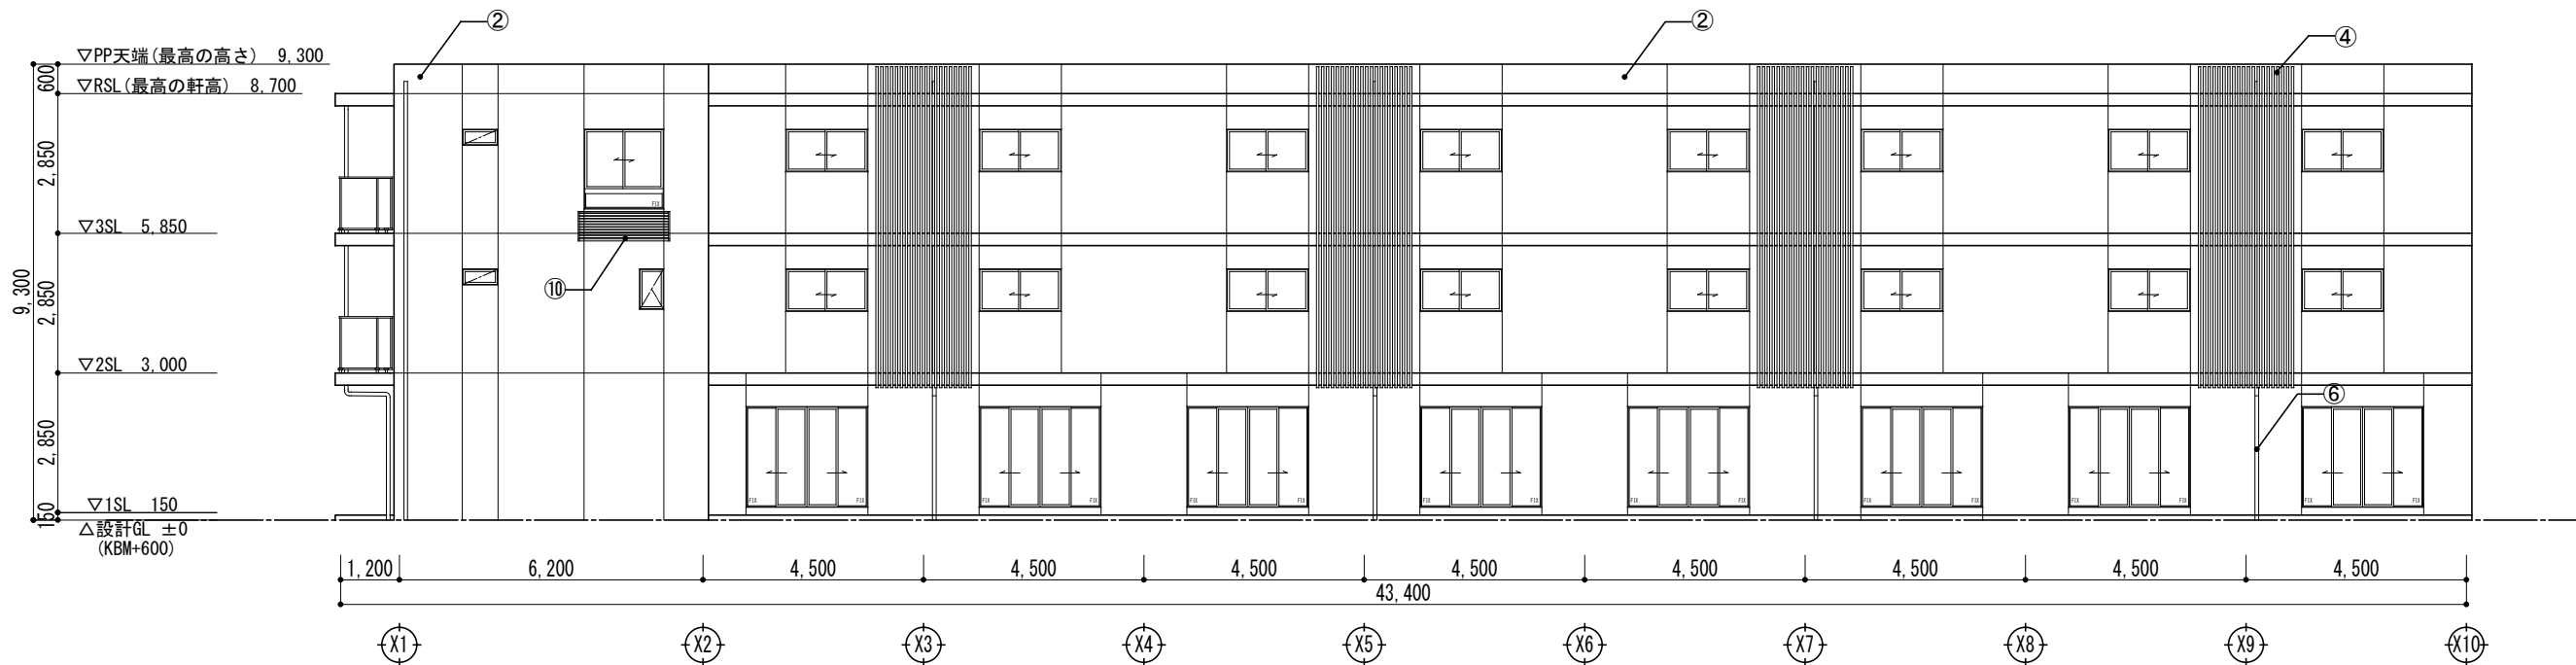 ②
②
④
▽PP天端(最高の高さ) 9,300
▽RSL(最高の軒高) 8,700
600
2,850
FIX
▽3SL 5,850
⑩
9,300
2,850
▽2SL 3,000
⑥
2,850
FIX FIX FIX FIX FIX FIX FIX FIX FIX FIX FIX FIX FIX FIX FIX FIX
▽1SL 150
150
△設計GL ±0
(KBM+600)
1,200 6,200 4,500 4,500 4,500 4,500 4,500 4,500 4,500 4,500
43,400
X1 X2 X3 X4 X5 X6 X7 X8 X9 X10